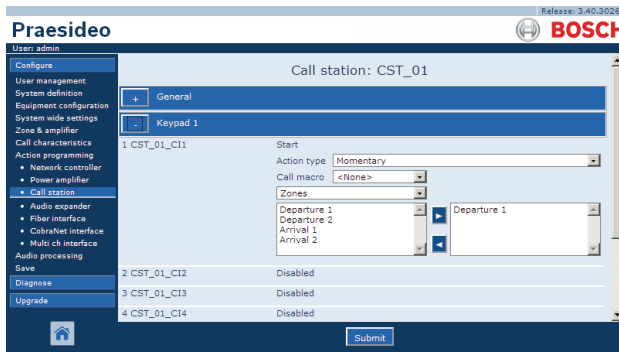 Release: 3.40.3026
Praesideo
BOSCH
User: admin
Configure
User management
System definition
Equipment configuration
System wide settings
Zone & amplifier
Call characteristics
Action programming
• Network controller
• Power amplifier
• Call station
• Audio expander
• Fiber interface
• CobraNet interface
• Multi ch interface
Audio processing
Save
Diagnose
Upgrade
Call station: CST_01
+ General
- Keypad 1
1 CST_01_CI1 Start
Action type Momentary
Call macro <None>
Zones
Departure 1
Departure 2
Arrival 1
Arrival 2
Departure 1
2 CST_01_CI2 Disabled
3 CST_01_CI3 Disabled
4 CST_01_CI4 Disabled
Submit